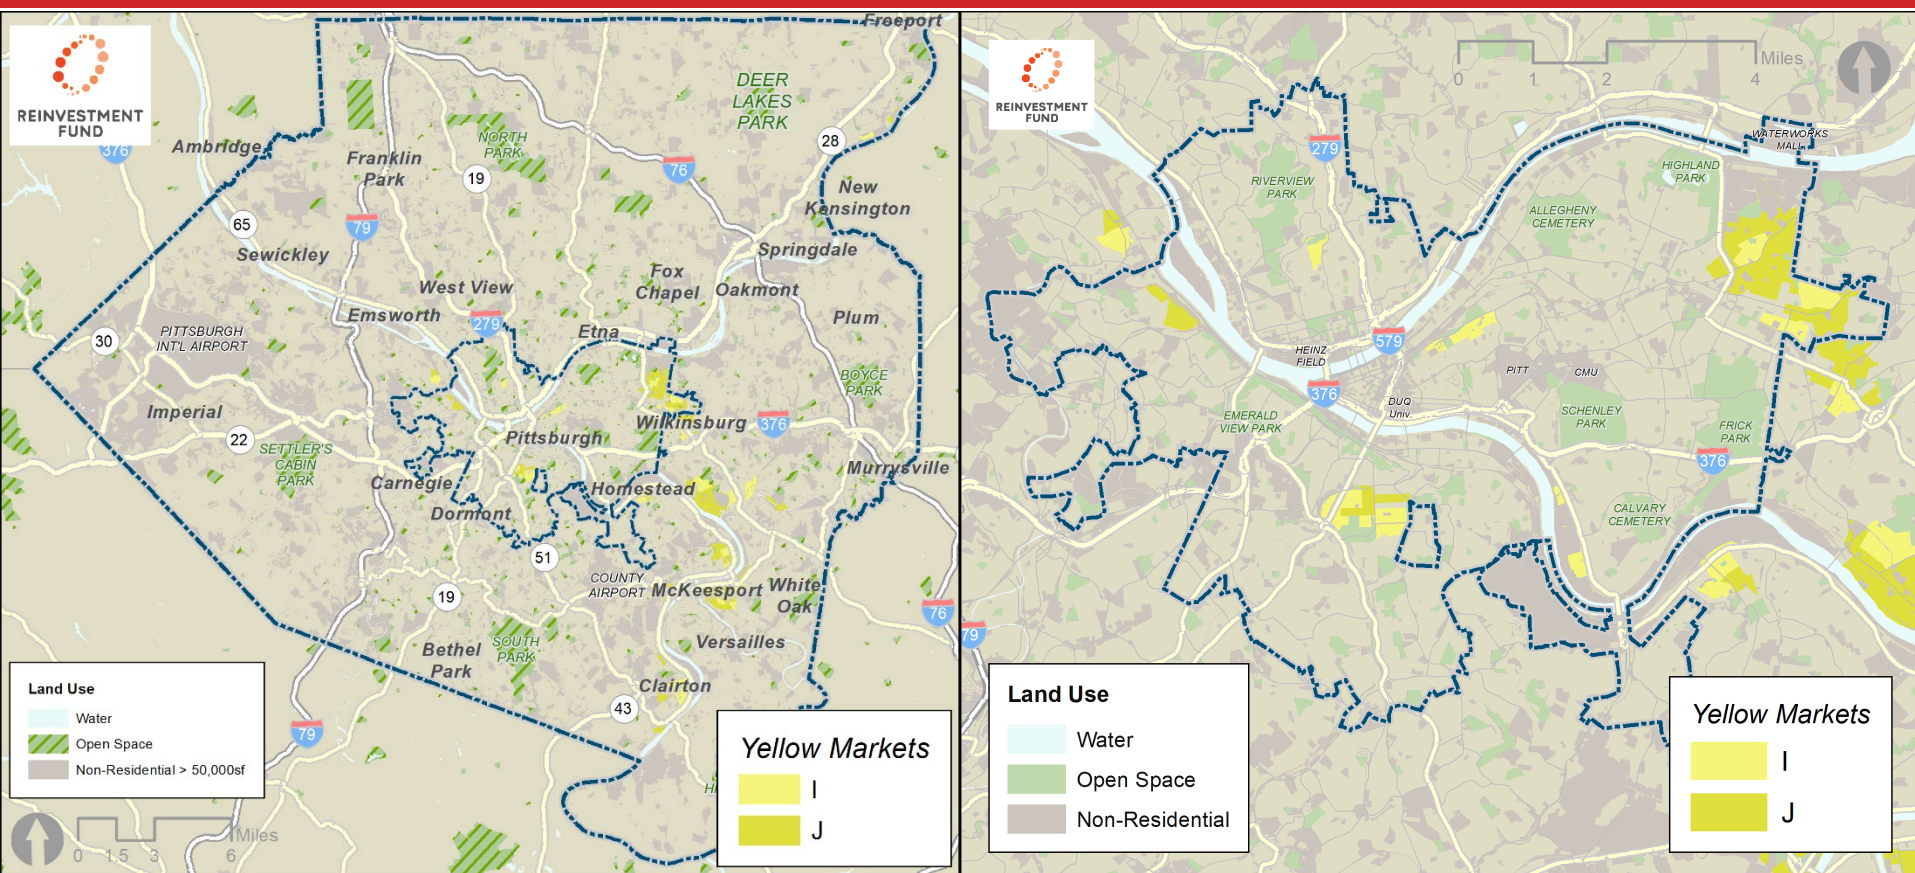 REINVESTMENT
FUND
376
Ambridge
Freeport
DEER
LAKES
PARK
28
Franklin
Park
NORTH
PARK
19
76
New
Kensington
65
79
Sewickley
Springdale
West View
Fox
Chapel
Oakmont
Emsworth
279
Etna
Plum
30
PITTSBURGH
INT'L AIRPORT
BOYCE
PARK
Imperial
22
SETTLER'S
CABIN
PARK
Pittsburgh
Wilkinsburg
376
Carnegie
Homestead
Murrysville
Dormont
51
COUNTY
AIRPORT
McKeesport
White
Oak
19
76
Bethel
Park
SOUTH
PARK
Versailles
Clairton
43
79
Land Use
Water
Open Space
Non-Residential > 50,000sf
Yellow Markets
I
J
Miles
0 1.5 3 6
REINVESTMENT
FUND
Miles
0 1 2 4
279
WATERWORKS
MALL
HIGHLAND
PARK
RIVERVIEW
PARK
ALLEGHENY
CEMETERY
579
HEINZ
FIELD
376
PITT
CMU
DUQ
Univ.
EMERALD
VIEW PARK
SCHENLEY
PARK
FRICK
PARK
376
CALVARY
CEMETERY
79
Land Use
Water
Open Space
Non-Residential
Yellow Markets
I
J